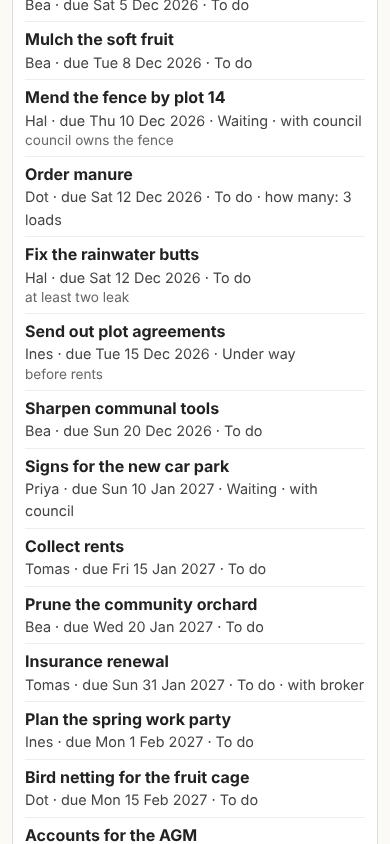 Bea · due Sat 5 Dec 2026 · To do
Mulch the soft fruit
Bea · due Tue 8 Dec 2026 · To do
Mend the fence by plot 14
Hal · due Thu 10 Dec 2026 · Waiting · with council
council owns the fence
Order manure
Dot · due Sat 12 Dec 2026 · To do · how many: 3
loads
Fix the rainwater butts
Hal · due Sat 12 Dec 2026 · To do
at least two leak
Send out plot agreements
Ines · due Tue 15 Dec 2026 · Under way
before rents
Sharpen communal tools
Bea · due Sun 20 Dec 2026 · To do
Signs for the new car park
Priya · due Sun 10 Jan 2027 · Waiting · with
council
Collect rents
Tomas · due Fri 15 Jan 2027 · To do
Prune the community orchard
Bea · due Wed 20 Jan 2027 · To do
Insurance renewal
Tomas · due Sun 31 Jan 2027 · To do · with broker
Plan the spring work party
Ines · due Mon 1 Feb 2027 · To do
Bird netting for the fruit cage
Dot · due Mon 15 Feb 2027 · To do
Accounts for the AGM